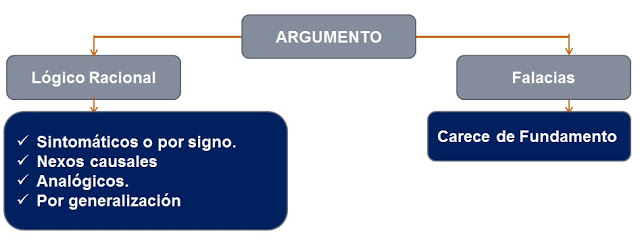 ARGUMENTO
Lógico Racional
Falacias
Sintomáticos o por signo.
Nexos causales
Analógicos.
Por generalización
Carece de Fundamento